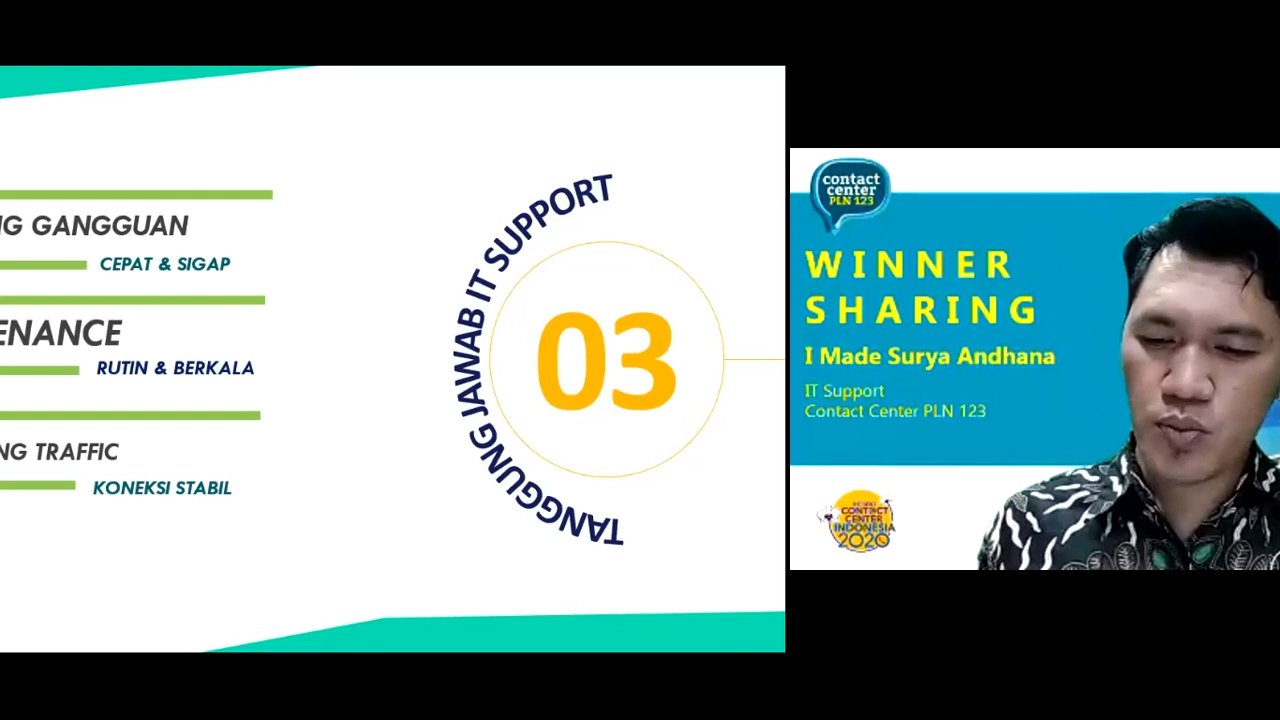 NG GANGGUAN
CEPAT & SIGAP
ENANCE
RUTIN & BERKALA
NG TRAFFIC
KONEKSI STABIL
TANGGUNG JAWAB IT SUPPORT
03
contact
center
PLN 123
WINNER
SHARING
I Made Surya Andhana
IT Support
Contact Center PLN 123
CONTACT
CENTER
INDONESIA
2020